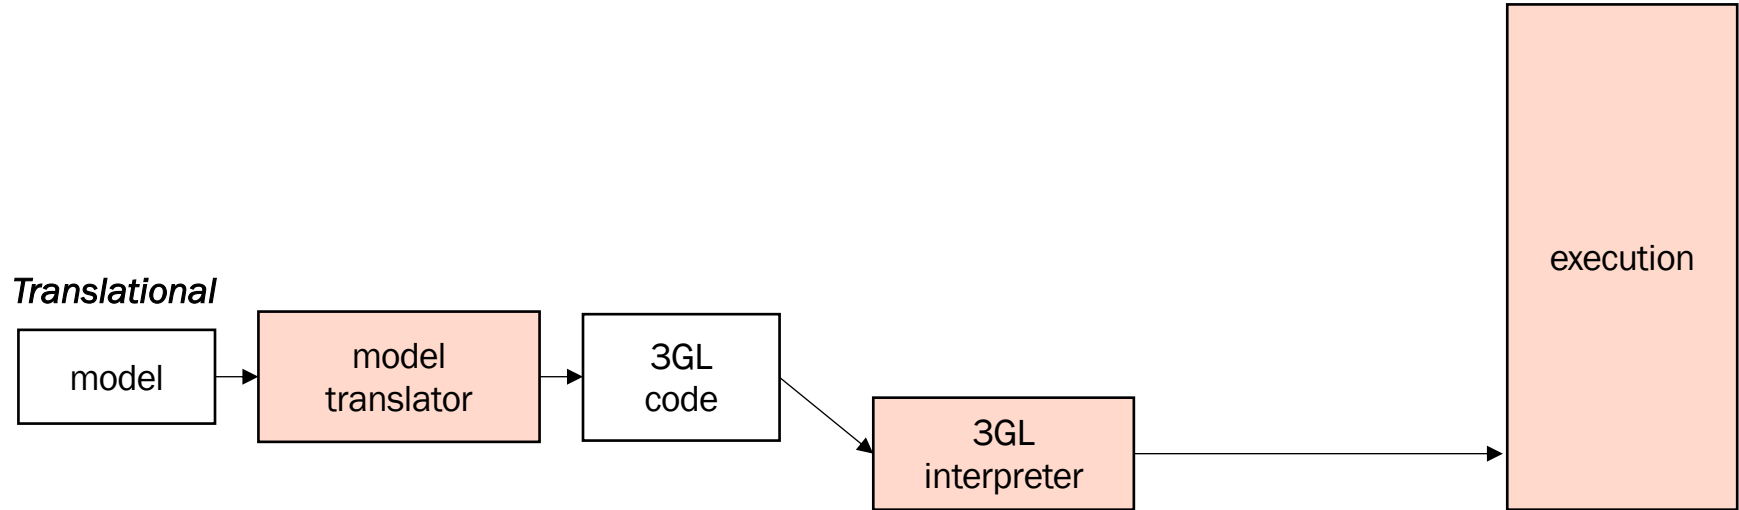 Translational
model
model
translator
3GL
code
3GL
interpreter
execution